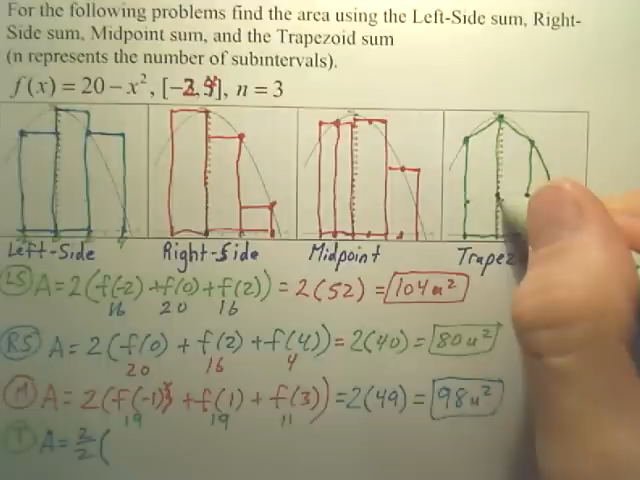 For the following problems find the area using the Left-Side sum, Right-
Side sum, Midpoint sum, and the Trapezoid sum
(n represents the number of subintervals).
f(x) = 20 − x², [−2, 4], n = 3
Left-Side Right-Side Midpoint Trapez
LS A = 2(f(-2) + f(0) + f(2)) = 2(52) = 104u²
16 20 16
RS A = 2(f(0) + f(2) + f(4)) = 2(40) = 80u²
20 16 4
M A = 2(f(-1) + f(1) + f(3)) = 2(49) = 98u²
19 19 11
T A = 2/2(